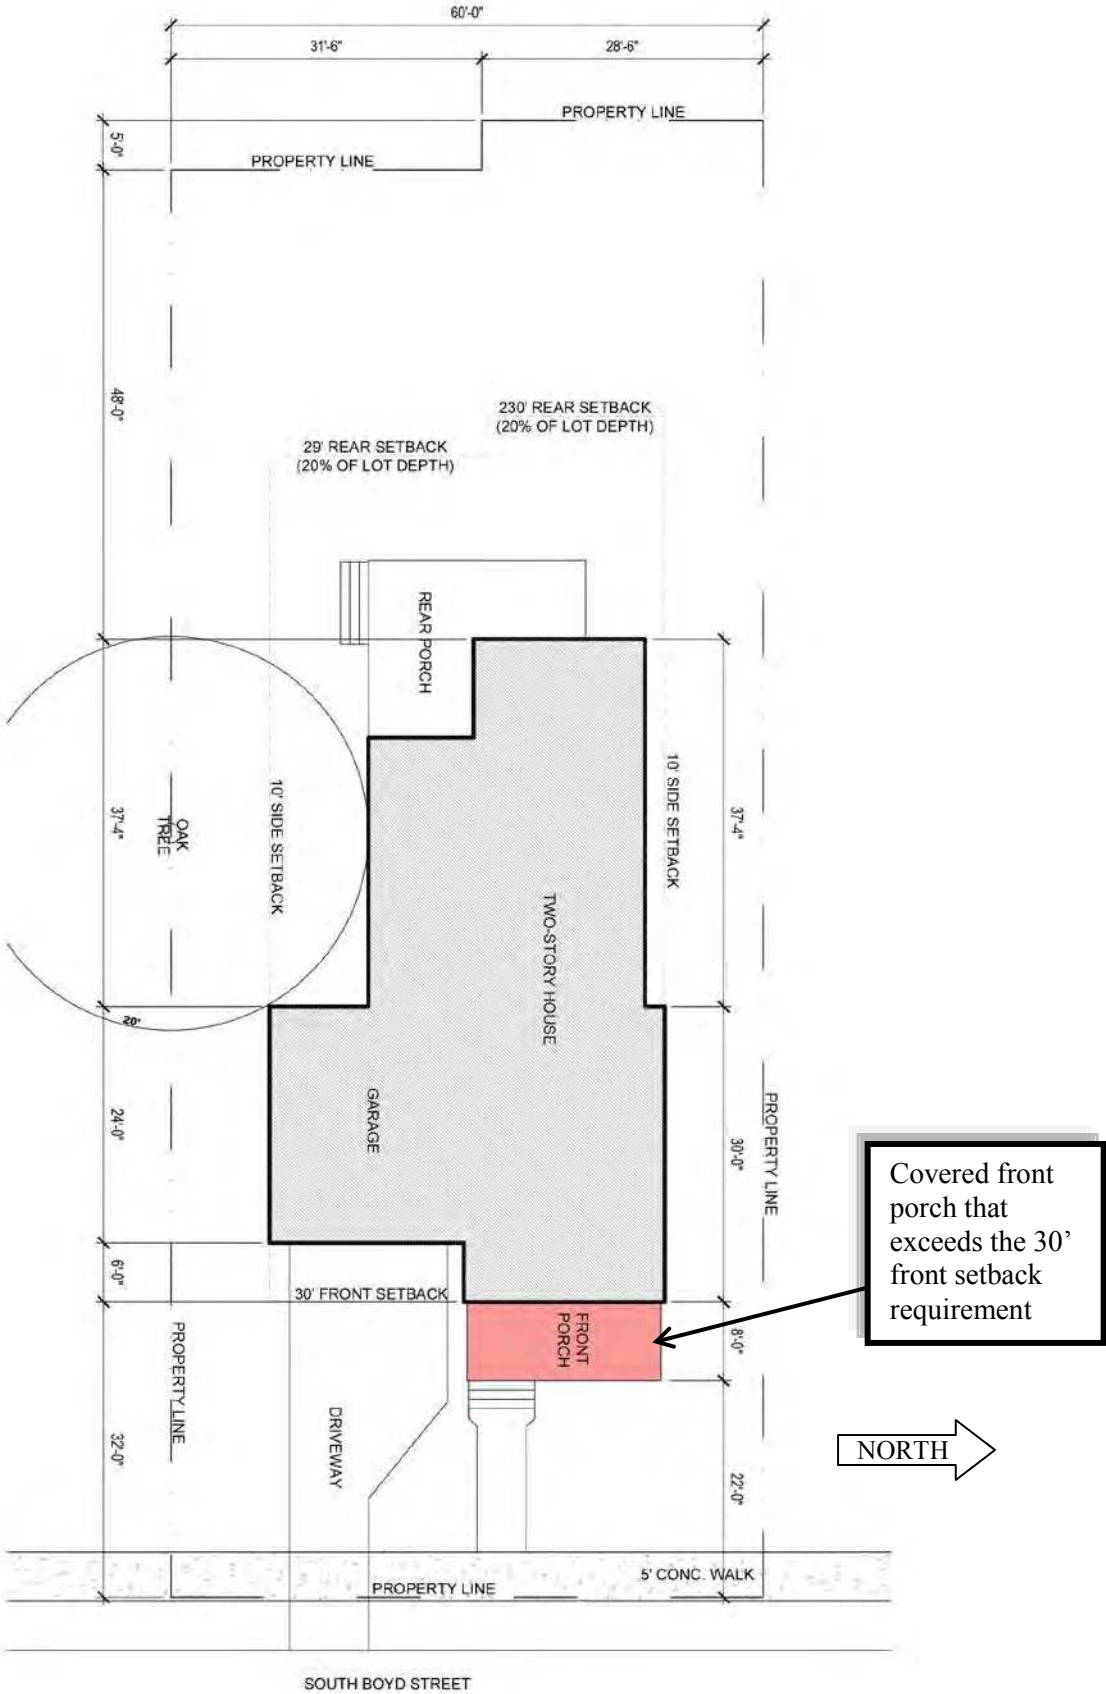 60'-0"
31'-6"
28'-6"
PROPERTY LINE
5'-0"
PROPERTY LINE
48'-0"
230' REAR SETBACK
(20% OF LOT DEPTH)
29' REAR SETBACK
(20% OF LOT DEPTH)
REAR PORCH
OAK
TREE
10' SIDE SETBACK
37'-4"
10' SIDE SETBACK
37'-4"
TWO-STORY HOUSE
20'
GARAGE
24'-0"
30'-0"
PROPERTY LINE
Covered front
porch that
exceeds the 30’
front setback
requirement
6'-0"
30' FRONT SETBACK
FRONT
PORCH
8'-0"
PROPERTY LINE
DRIVEWAY
32'-0"
22'-0"
NORTH
5' CONC. WALK
PROPERTY LINE
SOUTH BOYD STREET